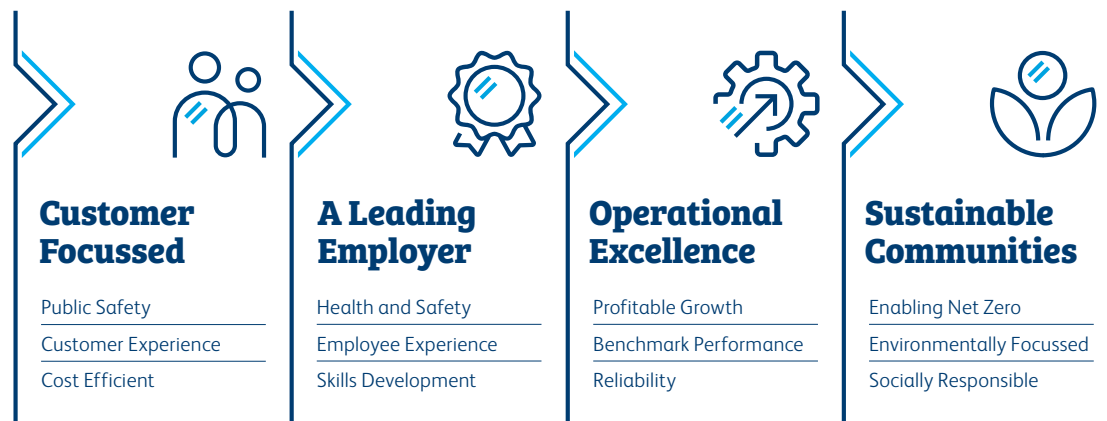 Customer
Focussed
Public Safety
Customer Experience
Cost Efficient
A Leading
Employer
Health and Safety
Employee Experience
Skills Development
Operational
Excellence
Profitable Growth
Benchmark Performance
Reliability
Sustainable
Communities
Enabling Net Zero
Environmentally Focussed
Socially Responsible